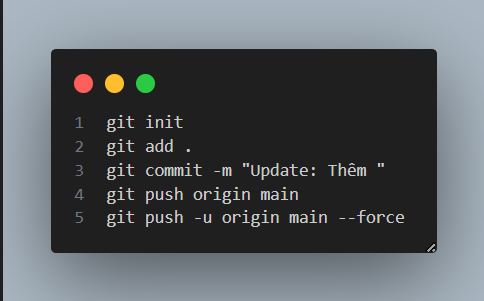 1 git init
2 git add .
3 git commit -m "Update: Thêm "
4 git push origin main
5 git push -u origin main --force